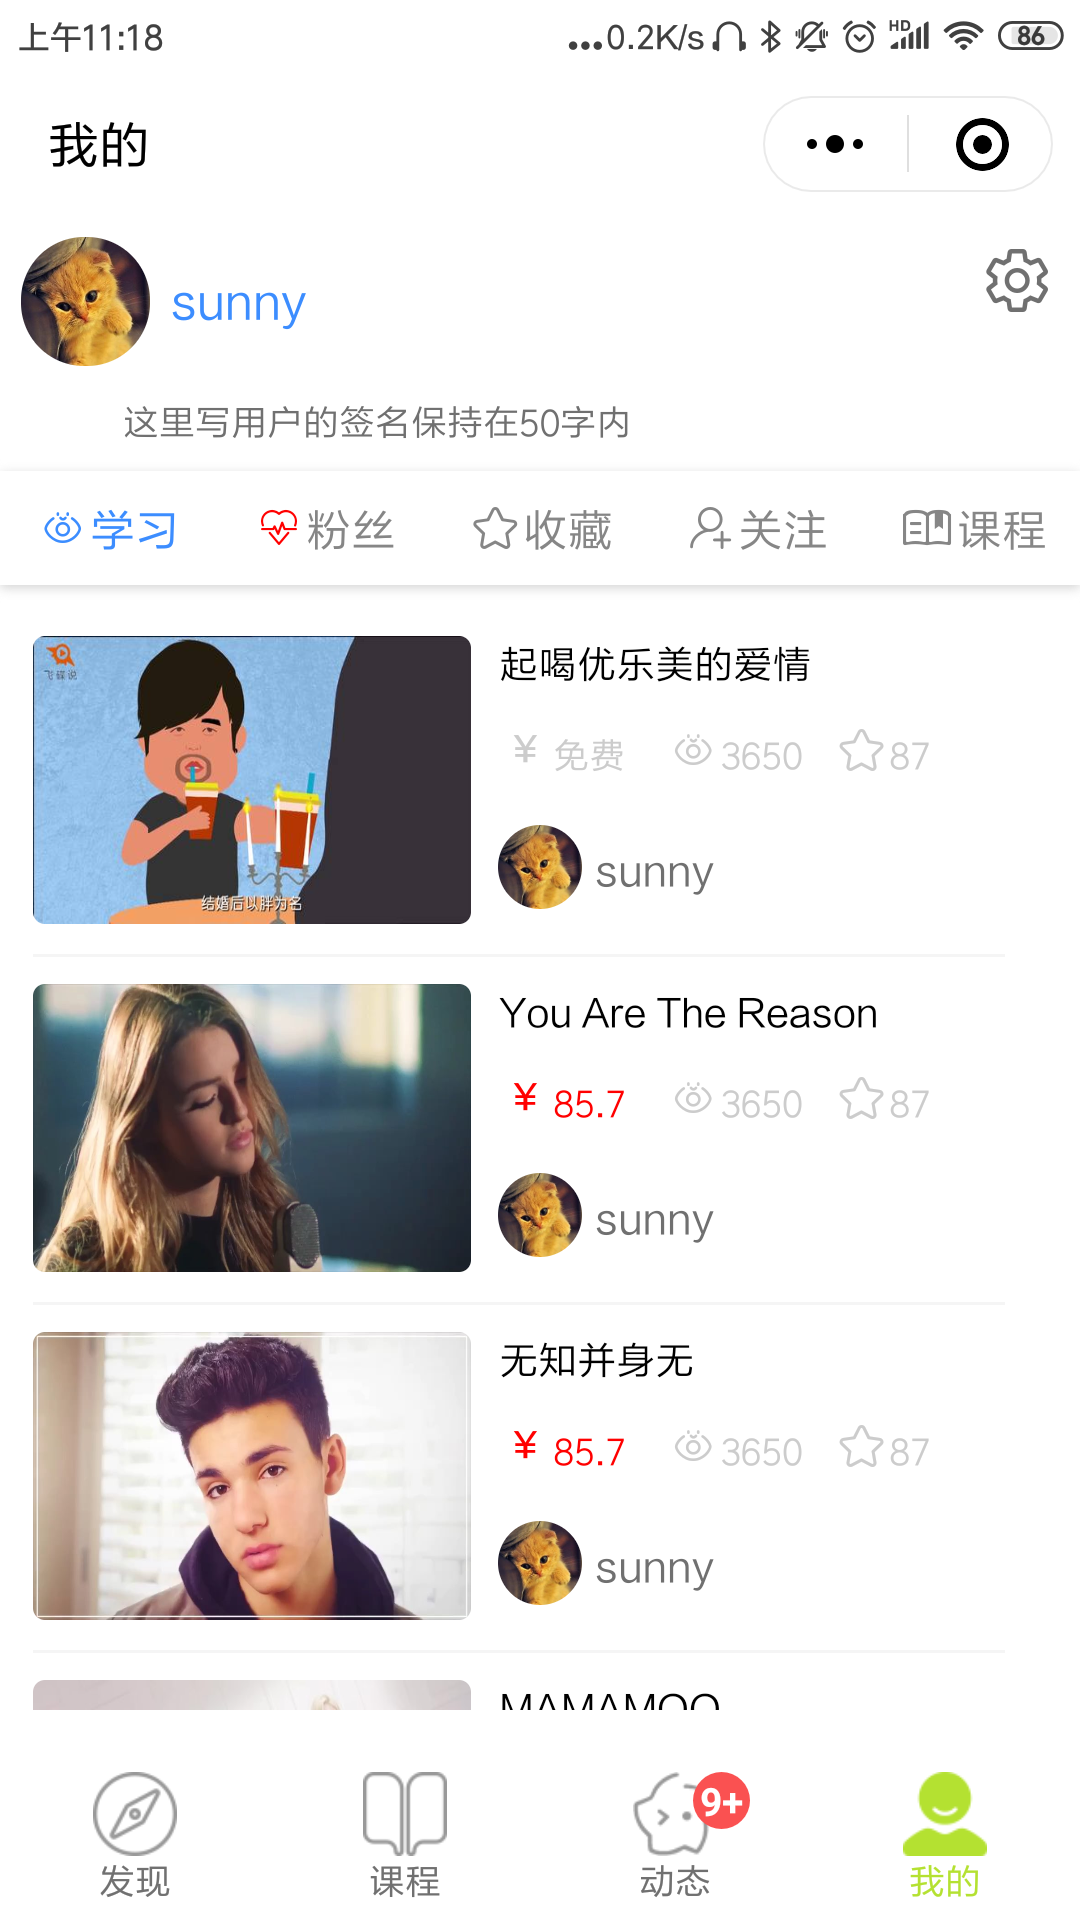 上午11:18
...0.2K/s
HD
86
我的
sunny
这里写用户的签名保持在50字内
学习 粉丝 收藏 关注 课程
飞碟说
结婚后以胖为名
起喝优乐美的爱情
¥ 免费 3650 87
sunny
You Are The Reason
¥ 85.7 3650 87
sunny
无知并身无
¥ 85.7 3650 87
sunny
MAMAMOO
9+
发现 课程 动态 我的